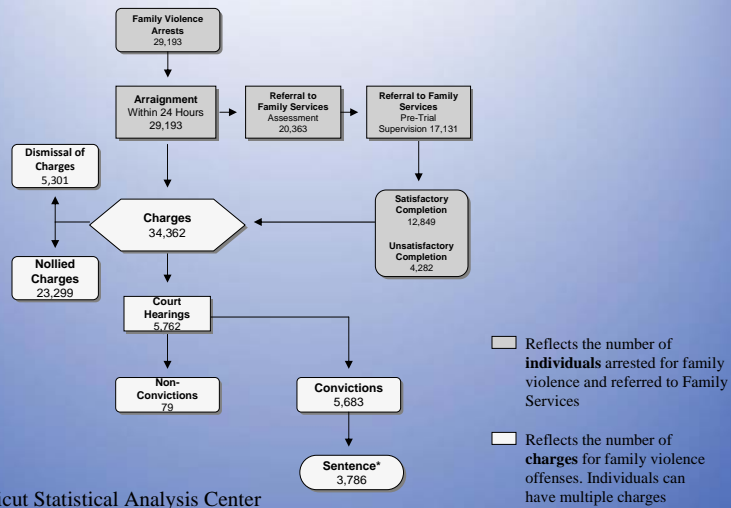 Family Violence
Arrests
29,193
Arraignment
Within 24 Hours
29,193
Referral to
Family Services
Assessment
20,363
Referral to Family
Services
Pre-Trial
Supervision 17,131
Dismissal of
Charges
5,301
Charges
34,362
Satisfactory
Completion
12,849
Unsatisfactory
Completion
4,282
Nollied
Charges
23,299
Court
Hearings
5,762
Non-
Convictions
79
Convictions
5,683
Sentence*
3,786
Reflects the number of
individuals arrested for family
violence and referred to Family
Services
Reflects the number of
charges for family violence
offenses. Individuals can
have multiple charges
icut Statistical Analysis Center